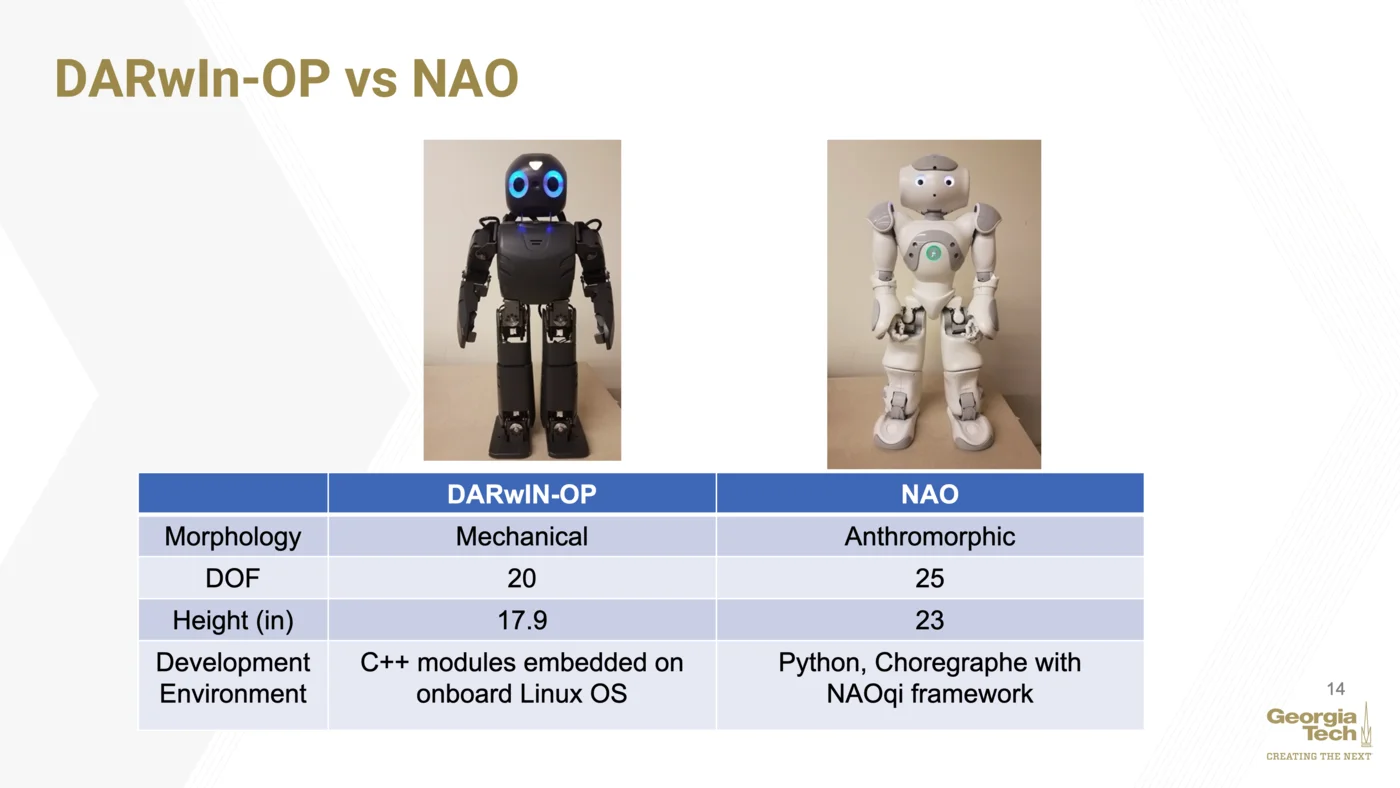 DARwIn-OP vs NAO
DARwIN-OP NAO
Morphology Mechanical Anthromorphic
DOF 20 25
Height (in) 17.9 23
Development Environment C++ modules embedded on onboard Linux OS Python, Choregraphe with NAOqi framework
14
Georgia
Tech
CREATING THE NEXT